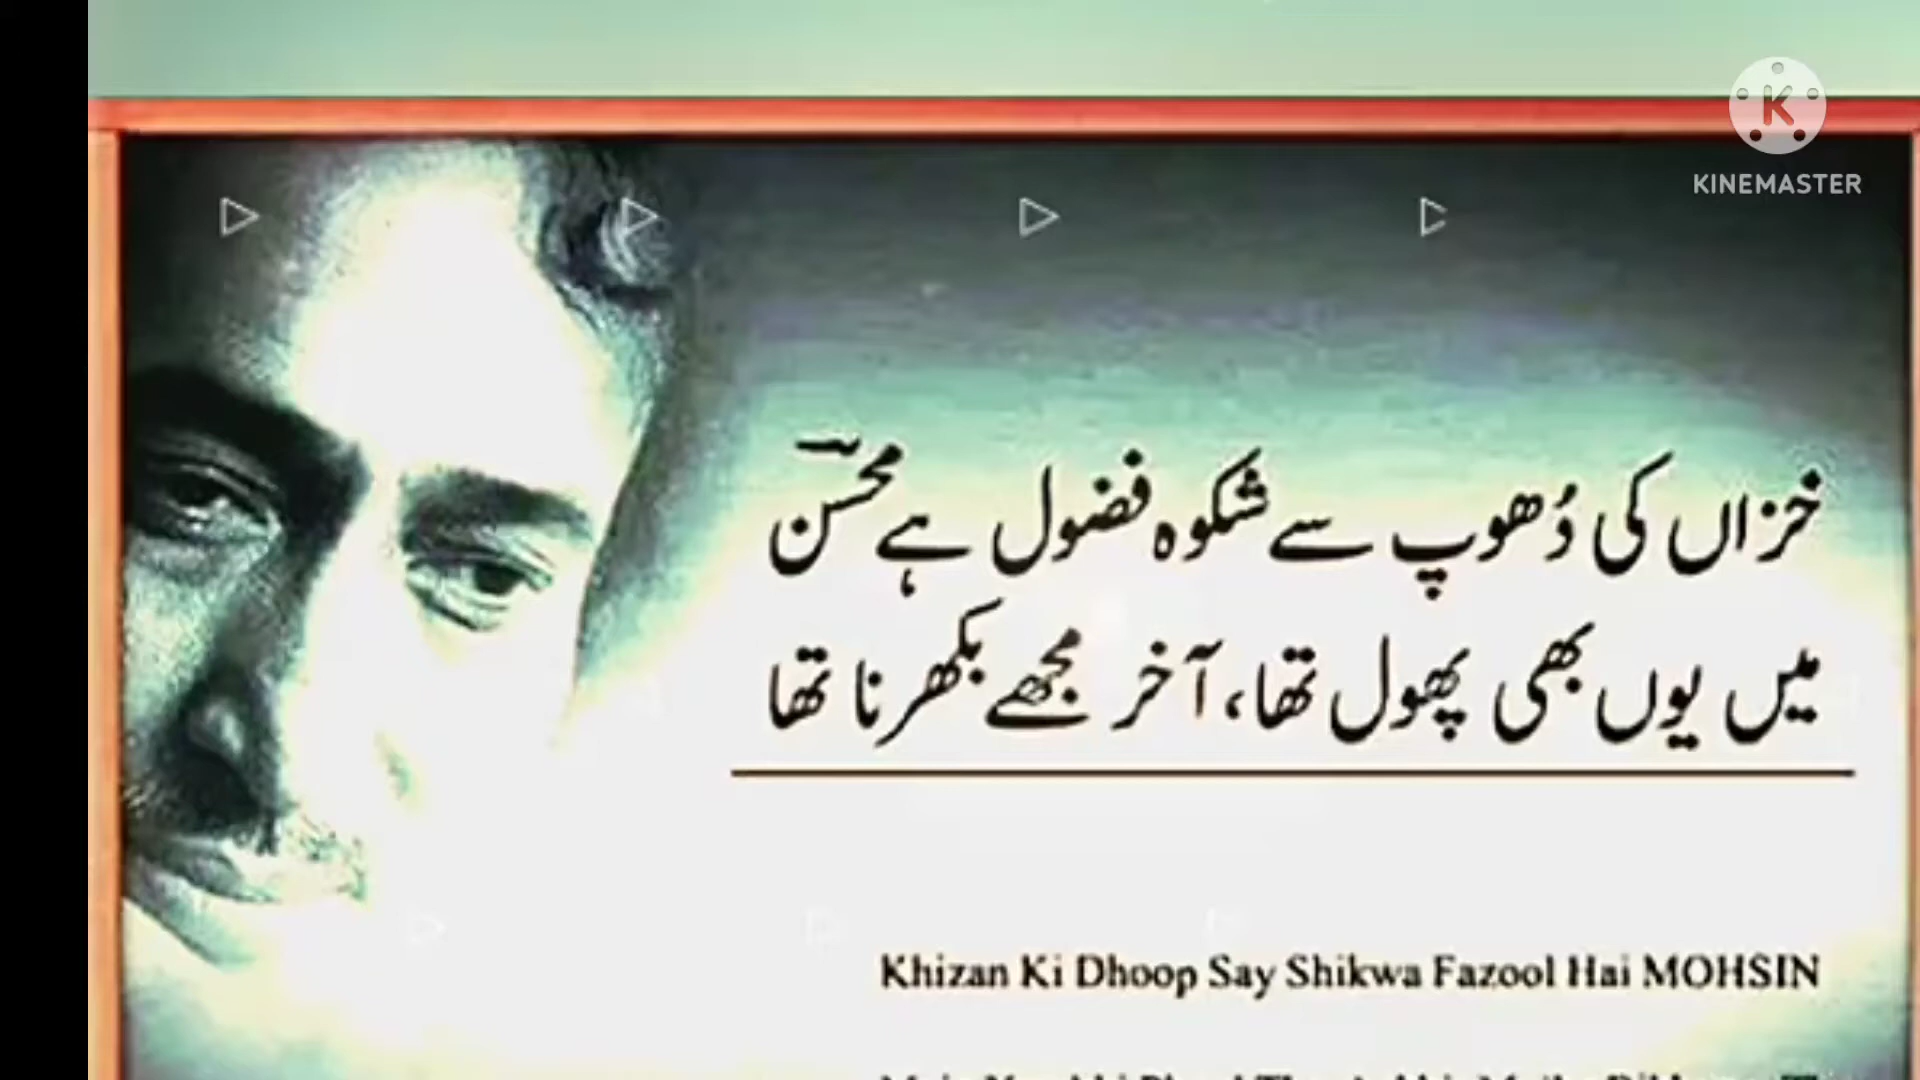 KINEMASTER
خزاں کی دُھوپ سے شکوہ فضول ہے محسنؔ
میں یوں بھی پھول تھا، آخر مجھے بکھرنا تھا
Khizan Ki Dhoop Say Shikwa Fazool Hai MOHSIN